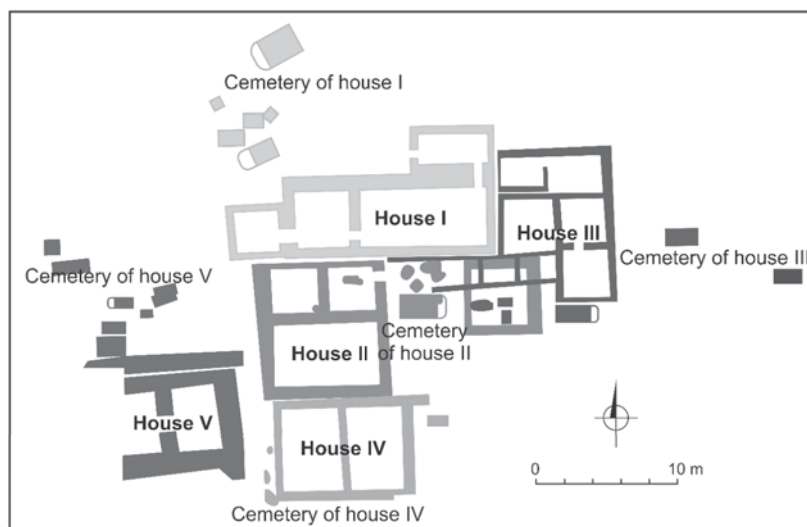 Cemetery of house I
House I
House III
Cemetery of house III
Cemetery of house V
Cemetery
of house II
House II
House V
House IV
Cemetery of house IV
0 10 m